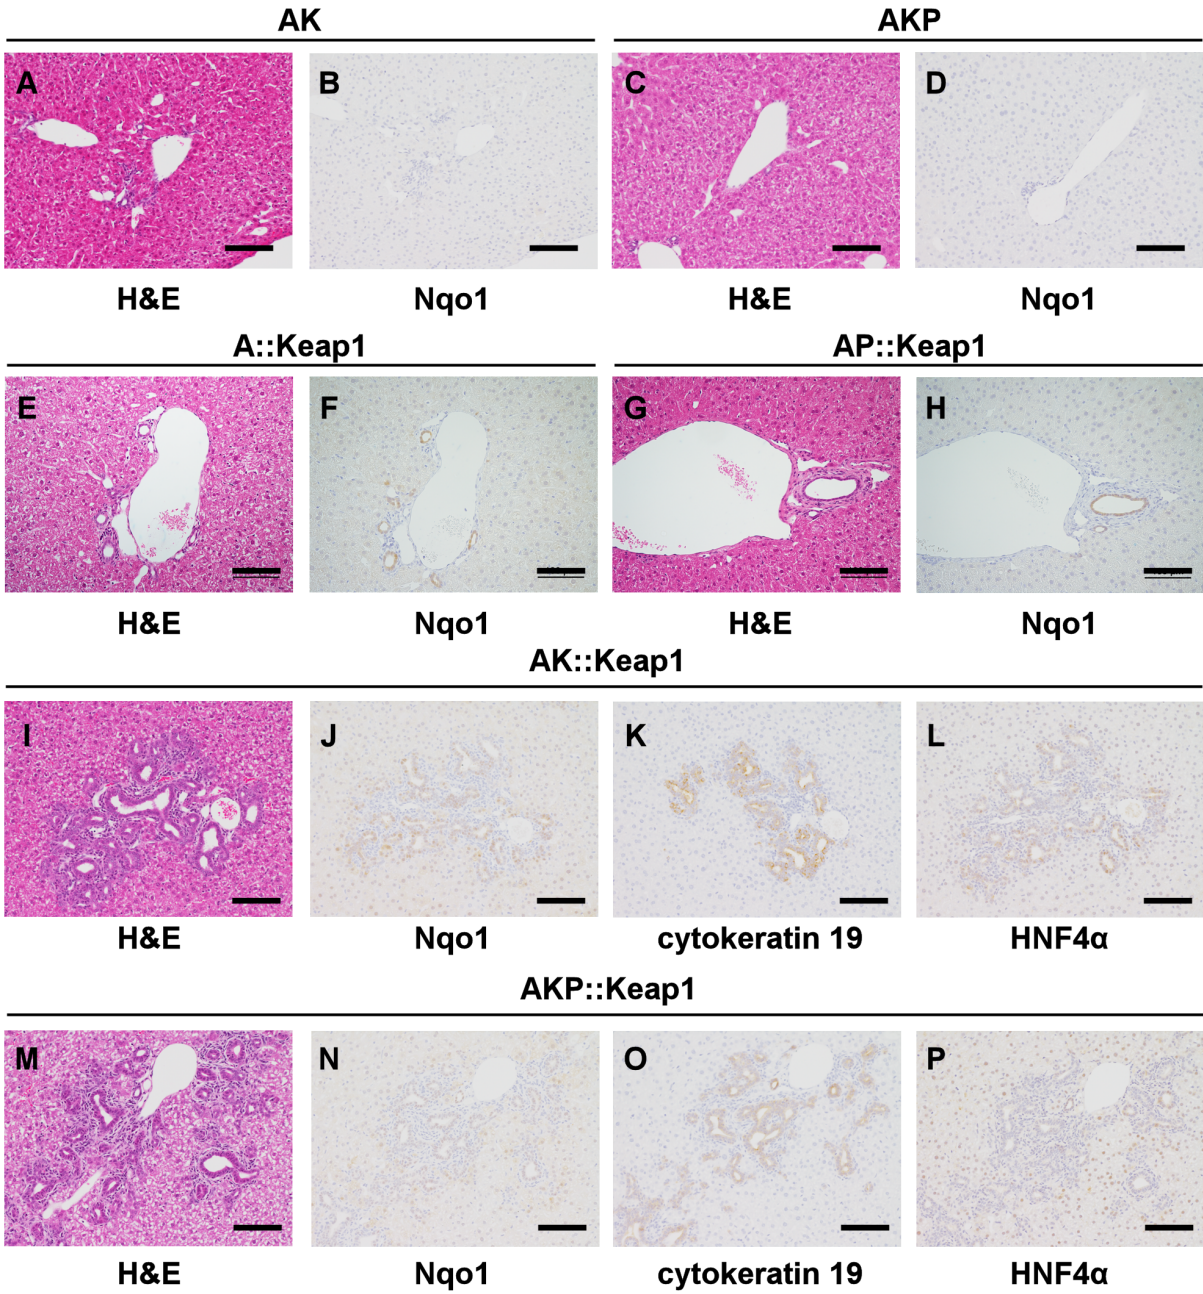 AK AKP
A B C D
H&E Nqo1 H&E Nqo1
A::Keap1 AP::Keap1
E F G H
H&E Nqo1 H&E Nqo1
AK::Keap1
I J K L
H&E Nqo1 cytokeratin 19 HNF4α
AKP::Keap1
M N O P
H&E Nqo1 cytokeratin 19 HNF4α